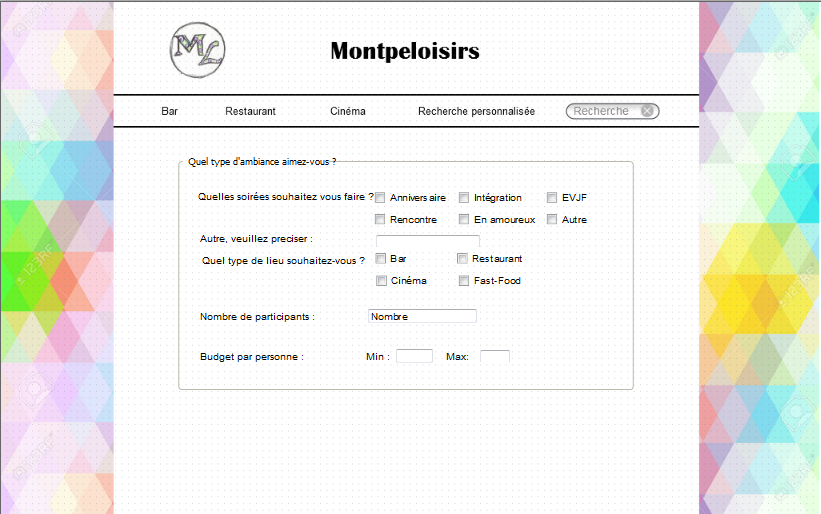 ML
Montpeloisirs
Bar Restaurant Cinéma Recherche personnalisée Recherche
Quel type d'ambiance aimez-vous ?
Quelles soirées souhaitez vous faire ? Anniversaire Intégration EVJF
Rencontre En amoureux Autre
Autre, veuillez preciser :
Quel type de lieu souhaitez-vous ? Bar Restaurant
Cinéma Fast-Food
Nombre de participants : Nombre
Budget par personne : Min : Max:
123RF